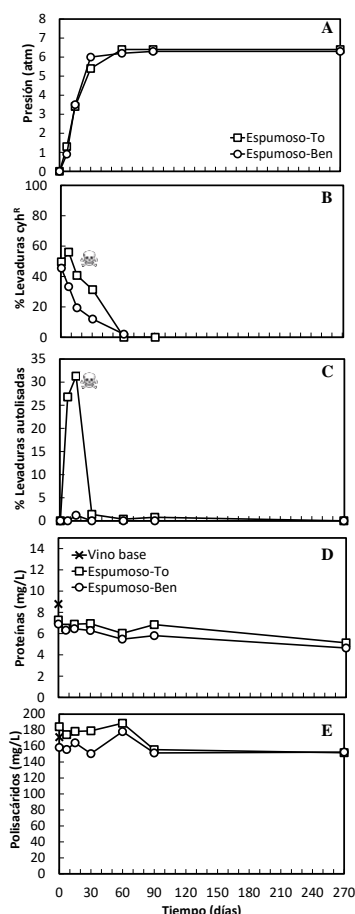 A
Presión (atm)
8
7
6
5
4
3
2
1
0
Espumoso-To
Espumoso-Ben
B
% Levaduras cyhᴿ
100
80
60
40
20
0
C
% Levaduras autolisadas
35
30
25
20
15
10
5
0
D
Proteínas (mg/L)
14
12
10
8
6
4
2
0
Vino base
Espumoso-To
Espumoso-Ben
E
Polisacáridos (mg/L)
200
180
160
140
120
100
80
60
40
20
0
0 30 60 90 120 150 180 210 240 270
Tiempo (días)